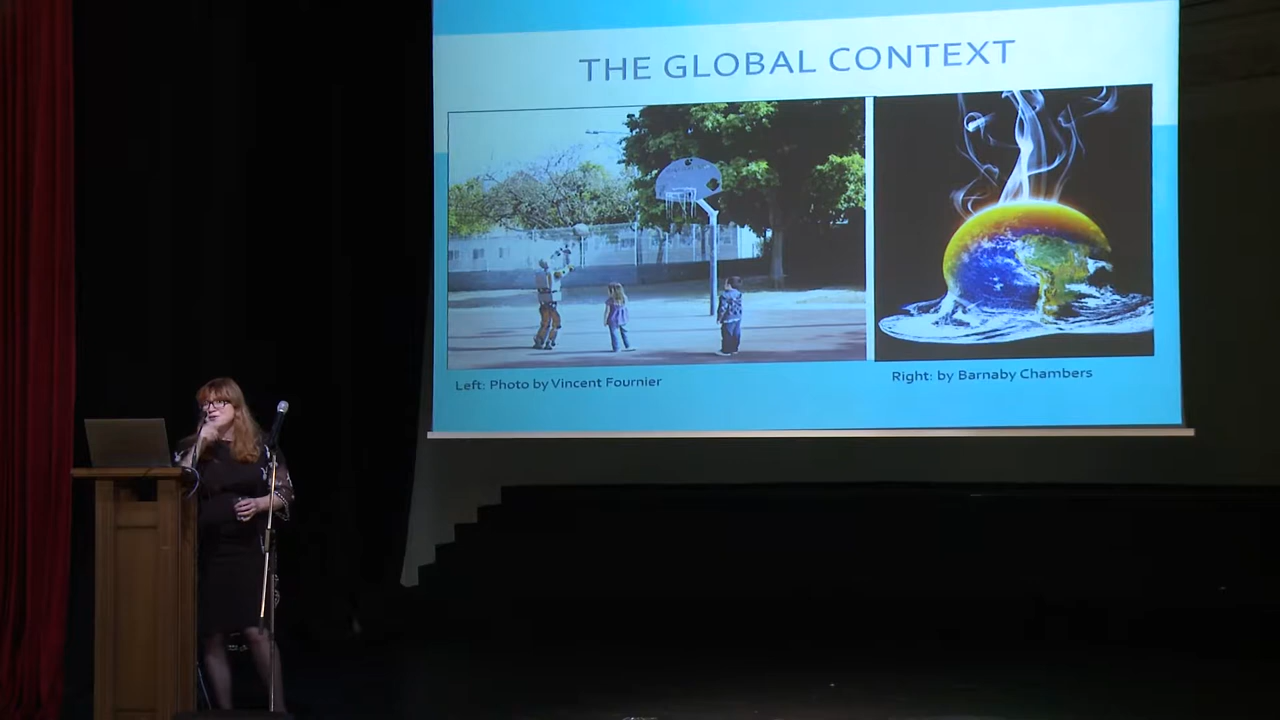 THE GLOBAL CONTEXT
Left: Photo by Vincent Fournier
Right: by Barnaby Chambers